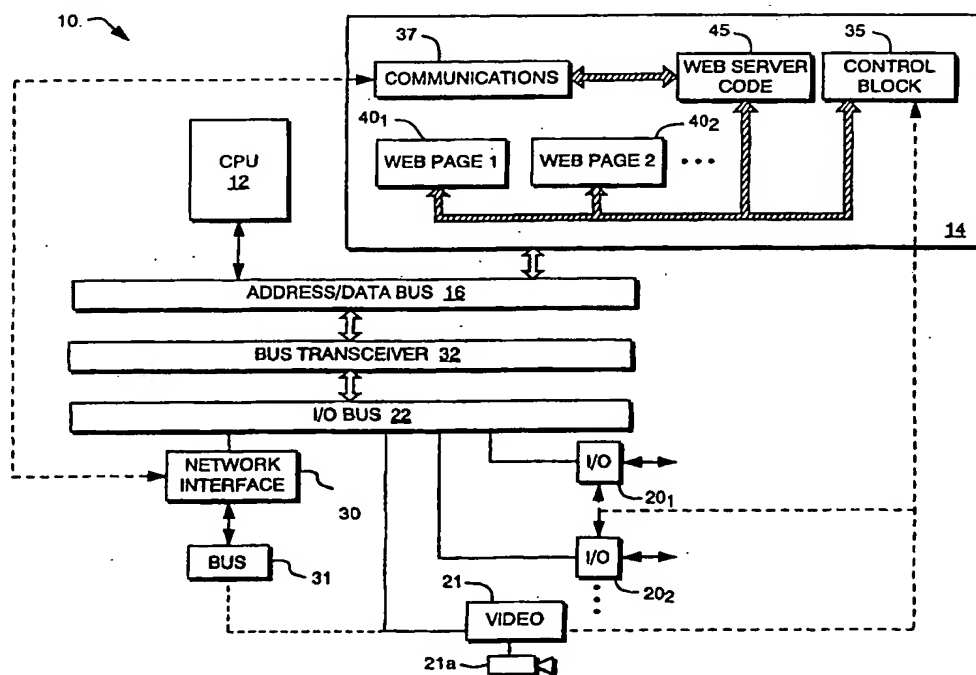 10.
37
45
35
COMMUNICATIONS
WEB SERVER CODE
CONTROL BLOCK
40₁
40₂
CPU 12
WEB PAGE 1
WEB PAGE 2
14
ADDRESS/DATA BUS 16
BUS TRANSCEIVER 32
I/O BUS 22
NETWORK INTERFACE
30
I/O
20₁
BUS
31
I/O
20₂
21
VIDEO
21a